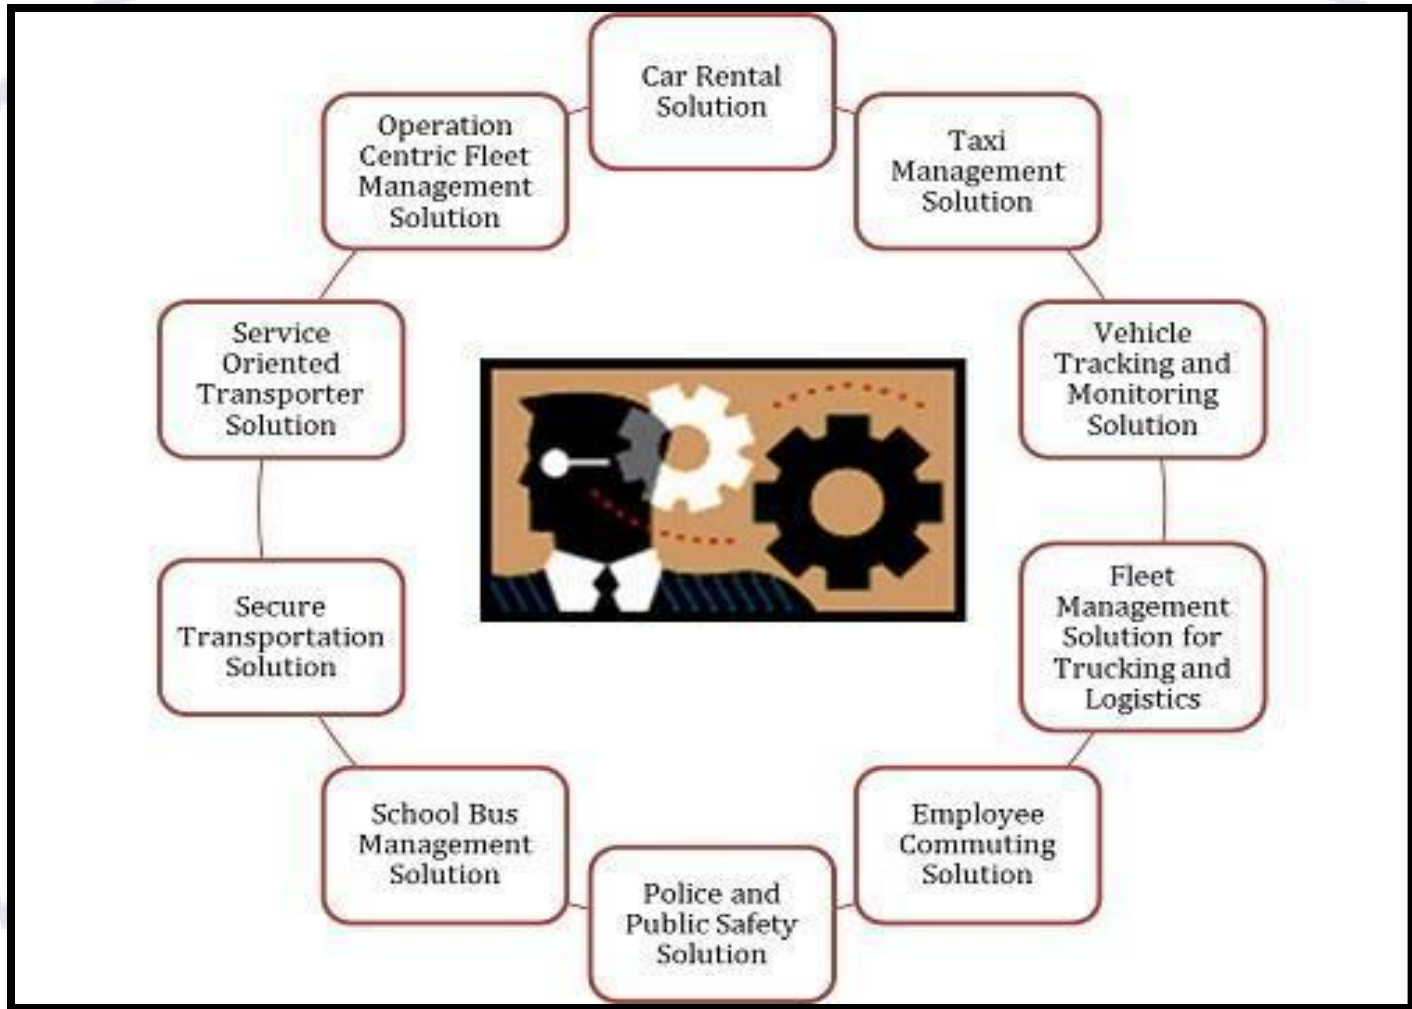 Car Rental
Solution
Taxi
Management
Solution
Vehicle
Tracking and
Monitoring
Solution
Fleet
Management
Solution for
Trucking and
Logistics
Employee
Commuting
Solution
Police and
Public Safety
Solution
School Bus
Management
Solution
Secure
Transportation
Solution
Service
Oriented
Transporter
Solution
Operation
Centric Fleet
Management
Solution